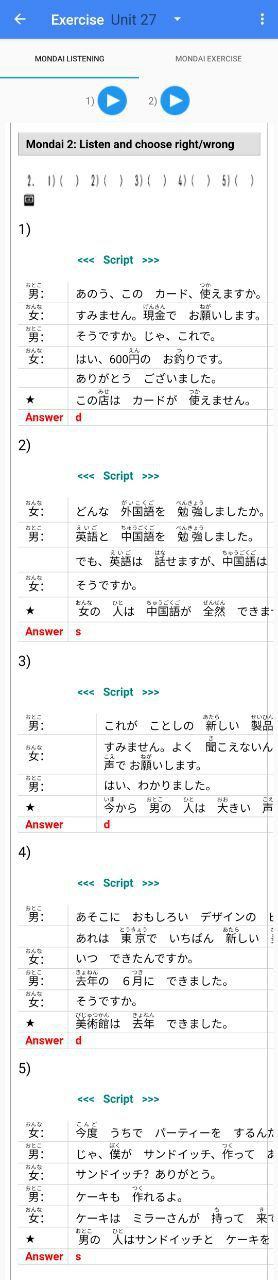 Exercise Unit 27
MONDAI LISTENING MONDAI EXERCISE
1) 2)
Mondai 2: Listen and choose right/wrong
2. 1) ( ) 2) ( ) 3) ( ) 4) ( ) 5) ( )
1)
<<< Script >>>
男： あのう、この カード、使えますか。
女： すみません。現金で お願いします。
男： そうですか。じゃ、これで。
女： はい、600円の お釣りです。
ありがとう ございました。
★ この店は カードが 使えません。
Answer d
2)
<<< Script >>>
女： どんな 外国語を 勉強しましたか。
男： 英語と 中国語を 勉強しました。
でも、英語は 話せますが、中国語は
女： そうですか。
★ 女の 人は 中国語が 全然 できま
Answer s
3)
<<< Script >>>
男： これが ことしの 新しい 製品
女： すみません。よく 聞こえないん
声で お願いします。
男： はい、わかりました。
★ 今から 男の 人は 大きい 声
Answer d
4)
<<< Script >>>
男： あそこに おもしろい デザインの
あれは 東京で いちばん 新しい
女： いつ できたんですか。
男： 去年の 6月に できました。
女： そうですか。
★ 美術館は 去年 できました。
Answer d
5)
<<< Script >>>
女： 今度 うちで パーティーを するんだ
男： じゃ、僕が サンドイッチ、作って あ
女： サンドイッチ？ありがとう。
男： ケーキも 作れるよ。
女： ケーキは ミラーさんが 持って 来て
★ 男の 人はサンドイッチと ケーキを
Answer s